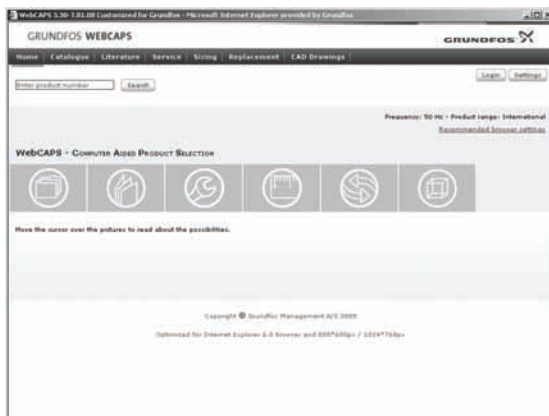 WebCAPS 5.30-7.01.00 Customized for Grundfos - Microsoft Internet Explorer provided by Grundfos
GRUNDFOS WEBCAPS
GRUNDFOS
Home Catalogue Literature Service Sizing Replacement CAD Drawings
Login Settings
Enter product number Search
Frequency: 50 Hz - Product range: International
Recommended browser settings
WebCAPS - Computer Aided Product Selection
Move the cursor over the pictures to read about the possibilities.
Copyright © Grundfos Management A/S 2005
Optimized for Internet Explorer 6.0 browser and 800*600px / 1024*768px